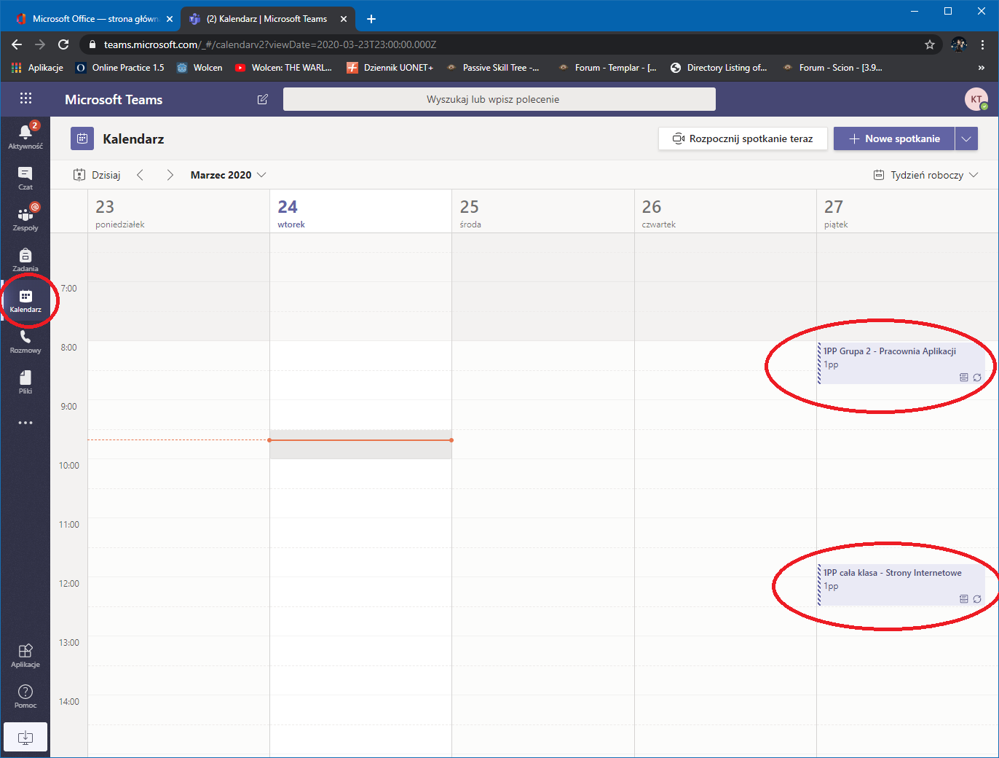 Microsoft Office — strona główn
(2) Kalendarz | Microsoft Teams
teams.microsoft.com/_#/calendarv2?viewDate=2020-03-23T23:00:00.000Z
Aplikacje
Online Practice 1.5
Wolcen
Wolcen: THE WARL...
Dziennik UONET+
Passive Skill Tree -...
Forum - Templar - [...
Directory Listing of...
Forum - Scion - [3.9...
»
Microsoft Teams
Wyszukaj lub wpisz polecenie
KT
2
Aktywność
Czat
@
Zespoły
Zadania
Kalendarz
Rozmowy
Pliki
Aplikacje
Pomoc
Kalendarz
Rozpocznij spotkanie teraz
Nowe spotkanie
Dzisiaj
Marzec 2020
Tydzień roboczy
23
poniedziałek
24
wtorek
25
środa
26
czwartek
27
piątek
7:00
8:00
9:00
10:00
11:00
12:00
13:00
14:00
1PP Grupa 2 - Pracownia Aplikacji
1pp
1PP cała klasa - Strony Internetowe
1pp